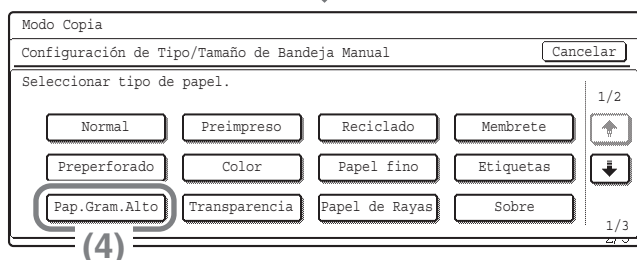 Modo Copia
Configuración de Tipo/Tamaño de Bandeja Manual Cancelar
Seleccionar tipo de papel.
1/2
Normal Preimpreso Reciclado Membrete
Preperforado Color Papel fino Etiquetas
Pap.Gram.Alto Transparencia Papel de Rayas Sobre
1/3
(4)